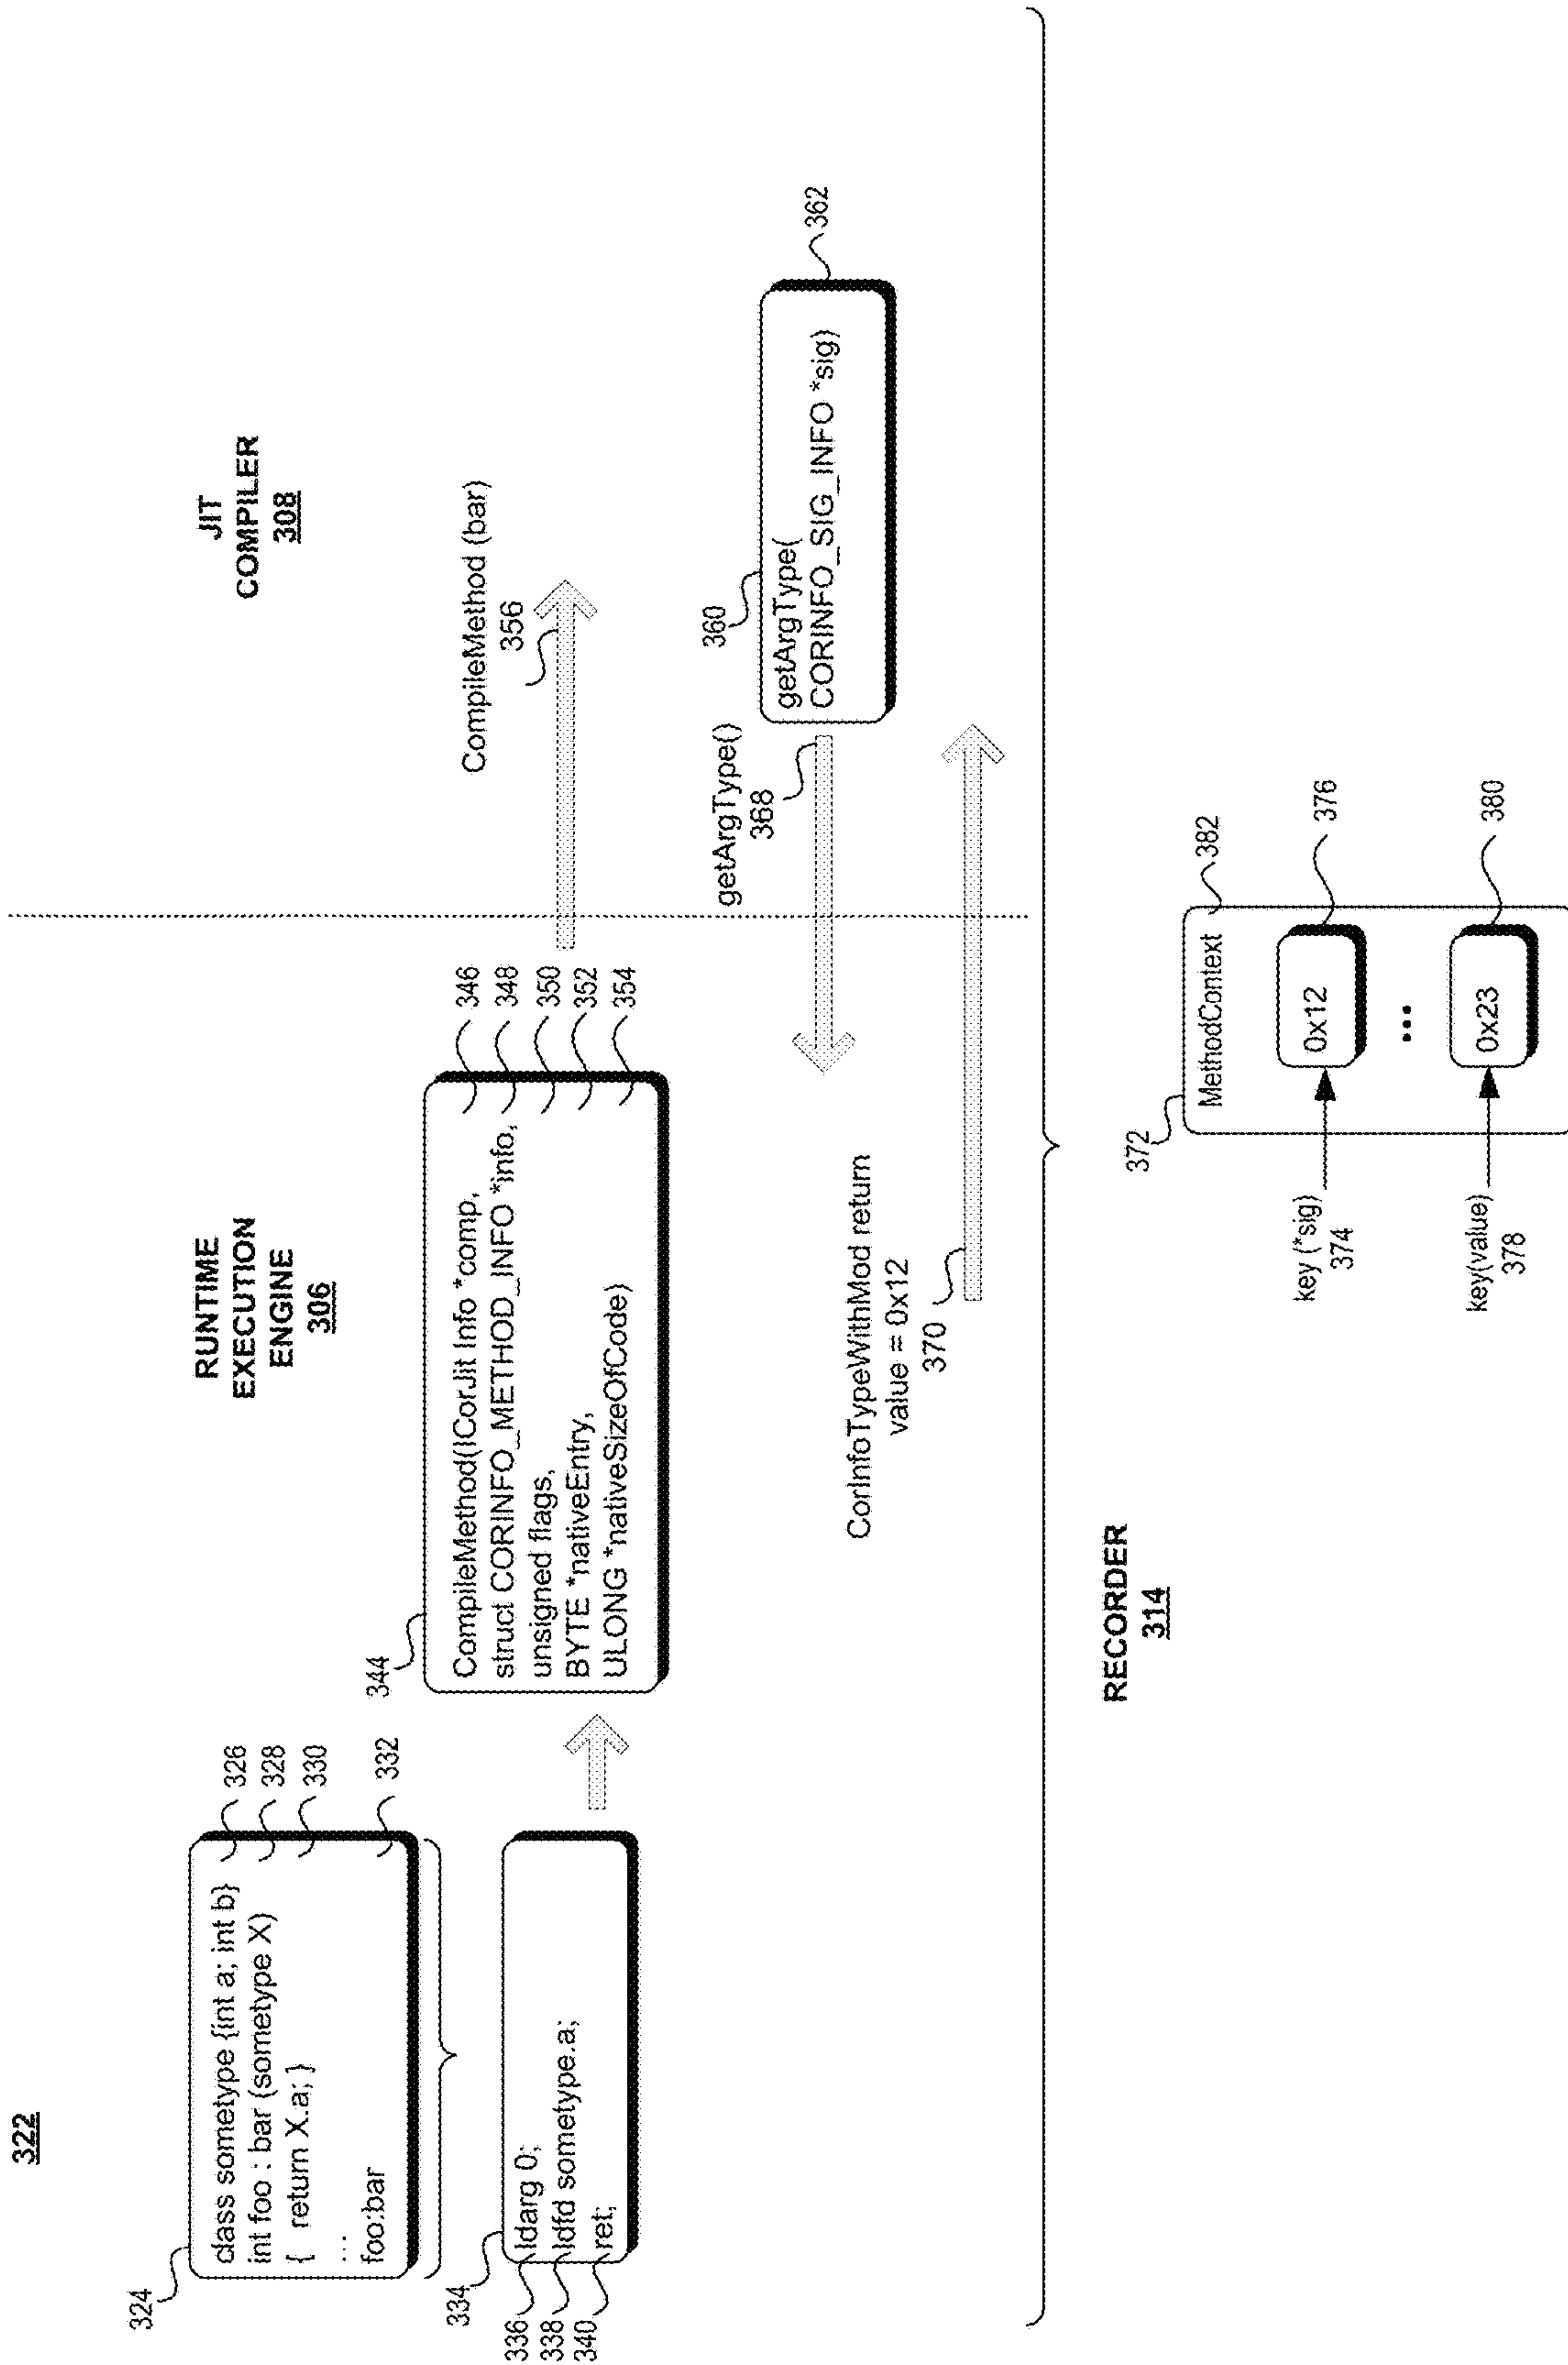 322
RUNTIME
EXECUTION
ENGINE
306
JIT
COMPILER
308
324
class sometype {int a; int b}
int foo : bar (sometype X)
{ return X.a; }
...
foo:bar
326
328
330
332
334
336
338
340
ldarg 0;
ldfd sometype.a;
ret;
344
CompileMethod(ICorJit Info *comp,
struct CORINFO_METHOD_INFO *info,
unsigned flags,
BYTE *nativeEntry,
ULONG *nativeSizeOfCode)
346
348
350
352
354
CompileMethod (bar)
356
360
getArgType(
CORINFO_SIG_INFO *sig)
362
getArgType()
368
CorInfoTypeWithMod return
value = 0x12
370
RECORDER
314
372
MethodContext
382
key (*sig)
374
0x12
376
...
key(value)
378
0x23
380